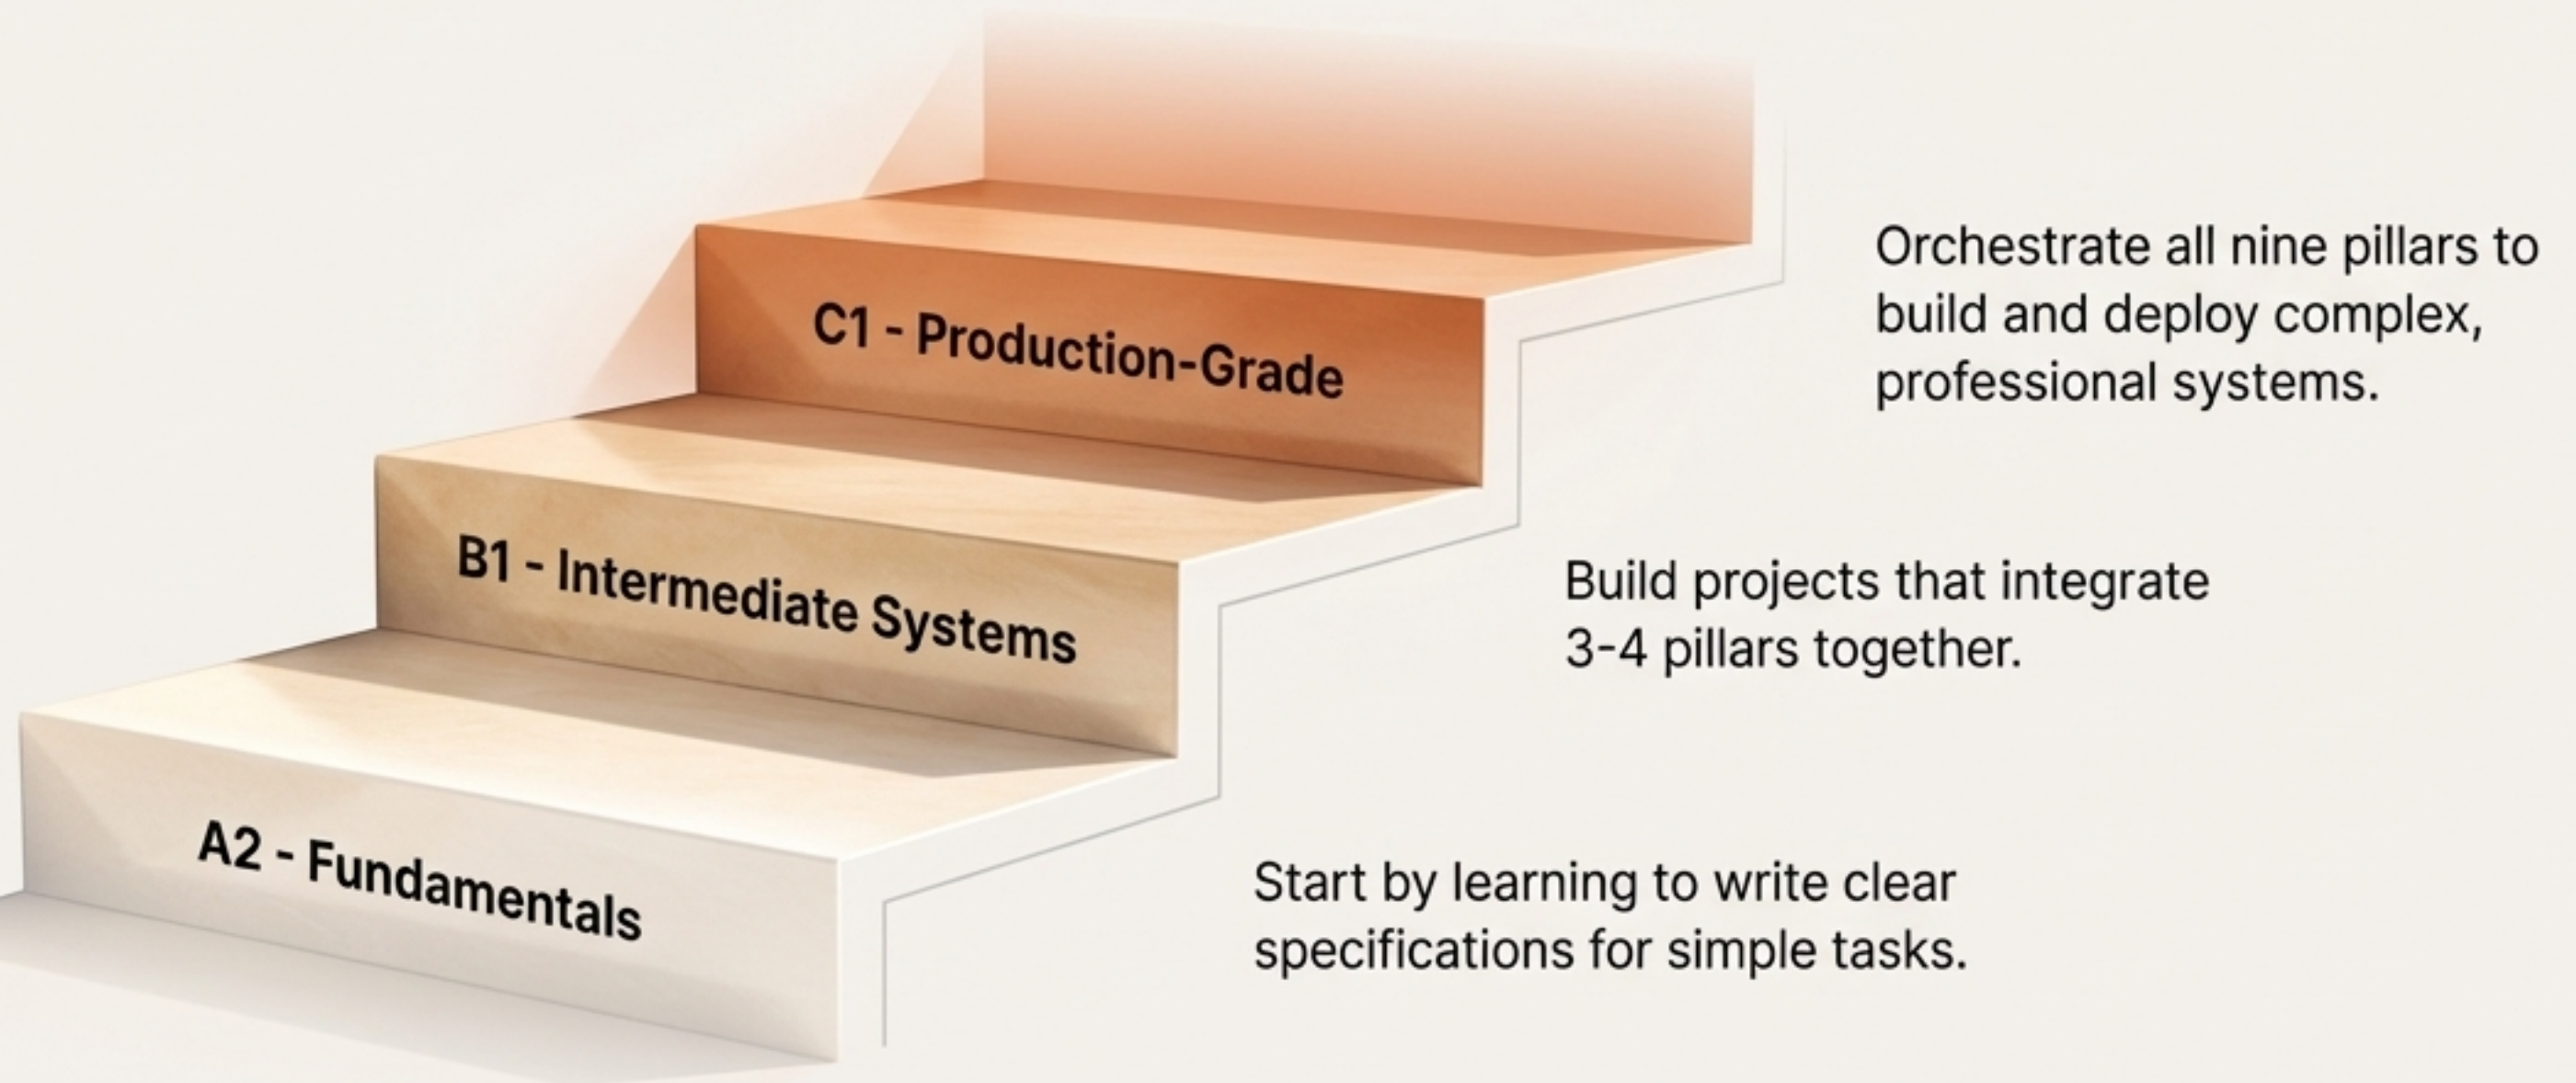 Orchestrate all nine pillars to
build and deploy complex,
professional systems.
C1 - Production-Grade
Build projects that integrate
3-4 pillars together.
B1 - Intermediate Systems
Start by learning to write clear
specifications for simple tasks.
A2 - Fundamentals